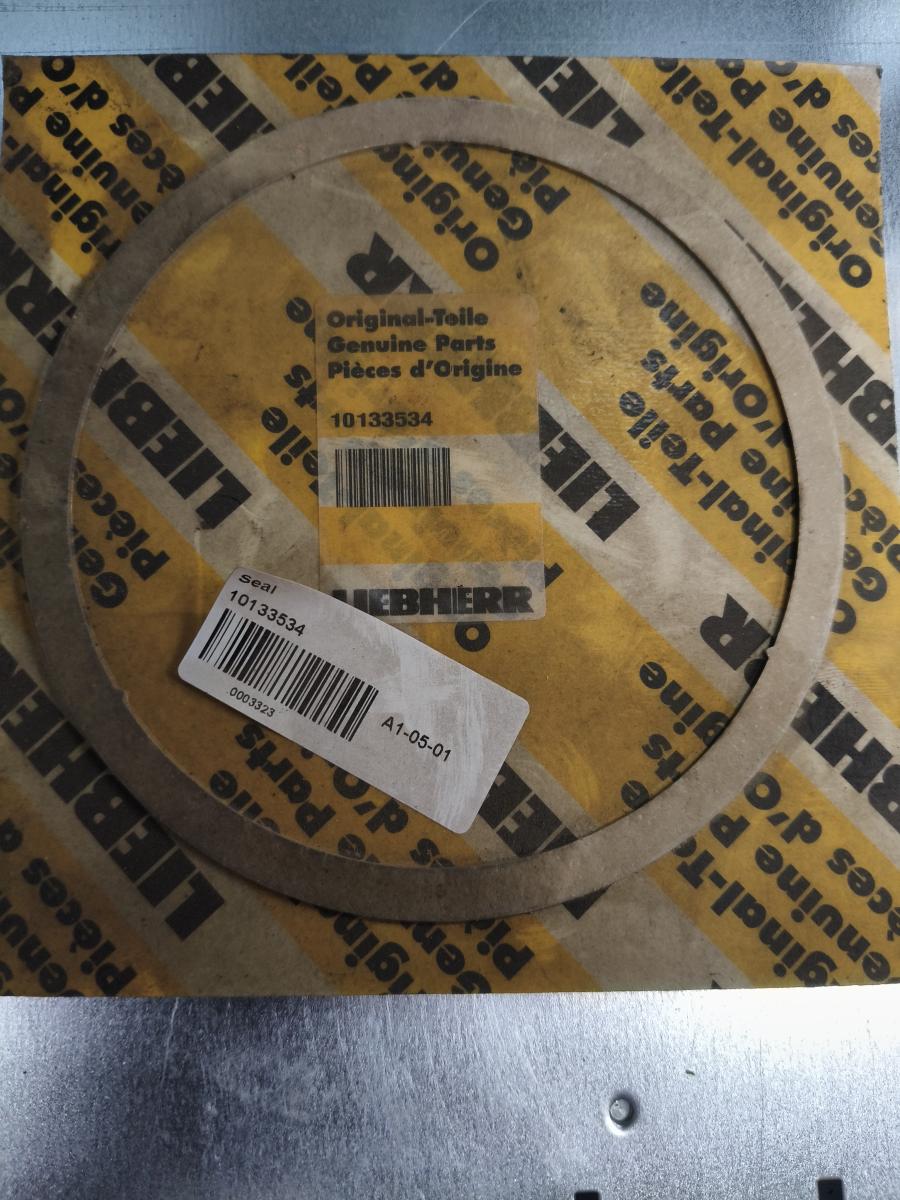 Original-Teile
Genuine Parts
Pièces d'Origine
10133534
LIEBHERR
Seal
10133534
0003323
A1-05-01